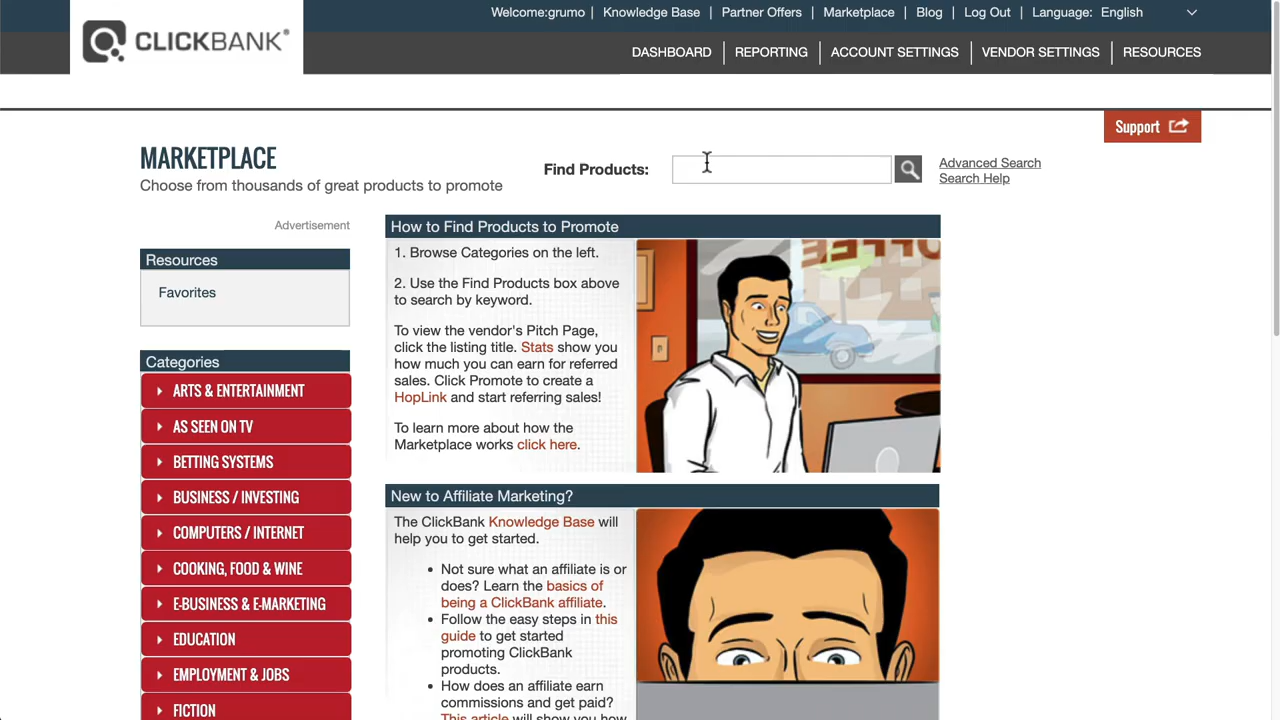 Welcome:grumo | Knowledge Base | Partner Offers | Marketplace | Blog | Log Out | Language: English
CLICKBANK®
DASHBOARD | REPORTING | ACCOUNT SETTINGS | VENDOR SETTINGS | RESOURCES
Support
MARKETPLACE
Choose from thousands of great products to promote
Find Products:
Advanced Search
Search Help
Advertisement
Resources
Favorites
Categories
ARTS & ENTERTAINMENT
AS SEEN ON TV
BETTING SYSTEMS
BUSINESS / INVESTING
COMPUTERS / INTERNET
COOKING, FOOD & WINE
E-BUSINESS & E-MARKETING
EDUCATION
EMPLOYMENT & JOBS
FICTION
How to Find Products to Promote
1. Browse Categories on the left.
2. Use the Find Products box above
to search by keyword.
To view the vendor's Pitch Page,
click the listing title. Stats show you
how much you can earn for referred
sales. Click Promote to create a
HopLink and start referring sales!
To learn more about how the
Marketplace works click here.
New to Affiliate Marketing?
The ClickBank Knowledge Base will
help you to get started.
• Not sure what an affiliate is or
does? Learn the basics of
being a ClickBank affiliate.
• Follow the easy steps in this
guide to get started
promoting ClickBank
products.
• How does an affiliate earn
commissions and get paid?
This article will show you how